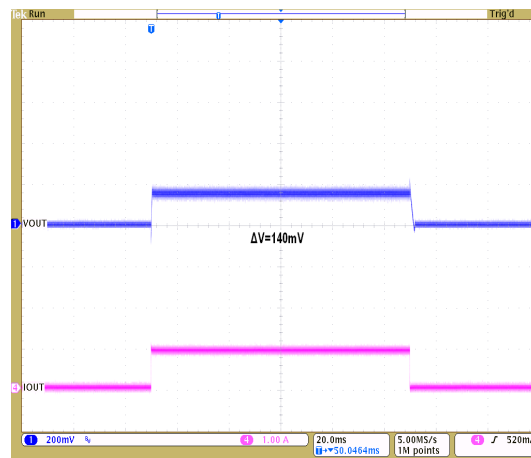 Tek Run Trig'd
T
T
1 VOUT
ΔV=140mV
4 IOUT
1 200mV 4 1.00 A 20.0ms 5.00MS/s 4 520mA
T→▼50.0464ms 1M points